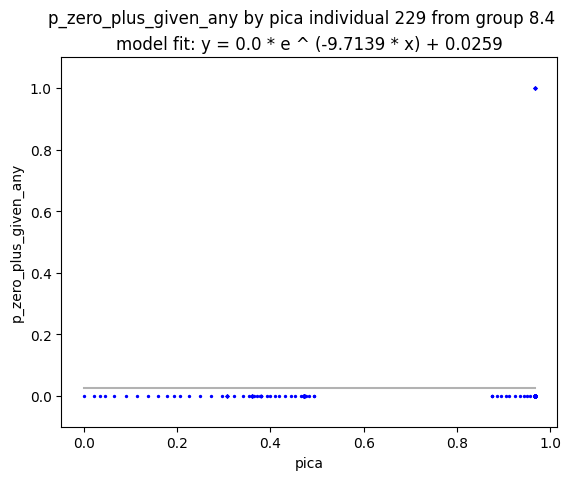 p_zero_plus_given_any by pica individual 229 from group 8.4
model fit: y = 0.0 * e ^ (-9.7139 * x) + 0.0259
1.0
0.8
0.6
0.4
0.2
0.0
p_zero_plus_given_any
0.0 0.2 0.4 0.6 0.8 1.0
pica